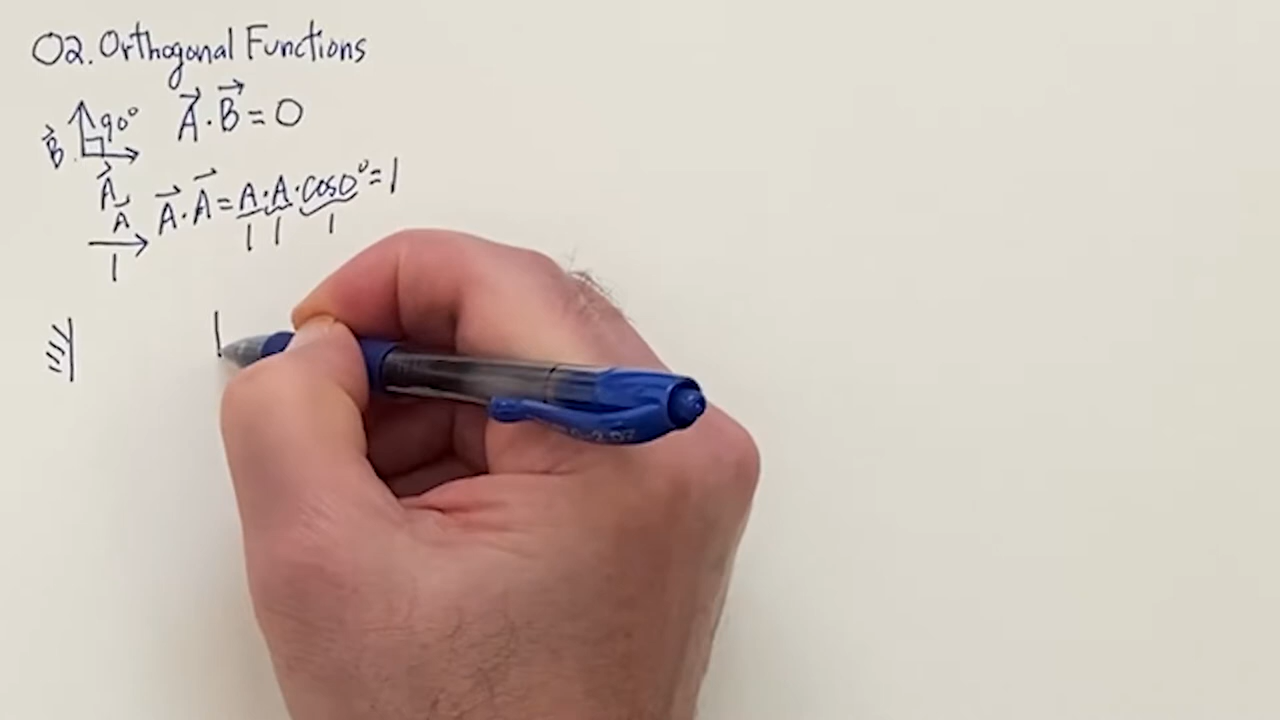 02. Orthogonal Functions
90° A⃗ · B⃗ = 0
B⃗
A⃗
A⃗ · A⃗ = A · A · cos0° = 1
A
1 1 1
1